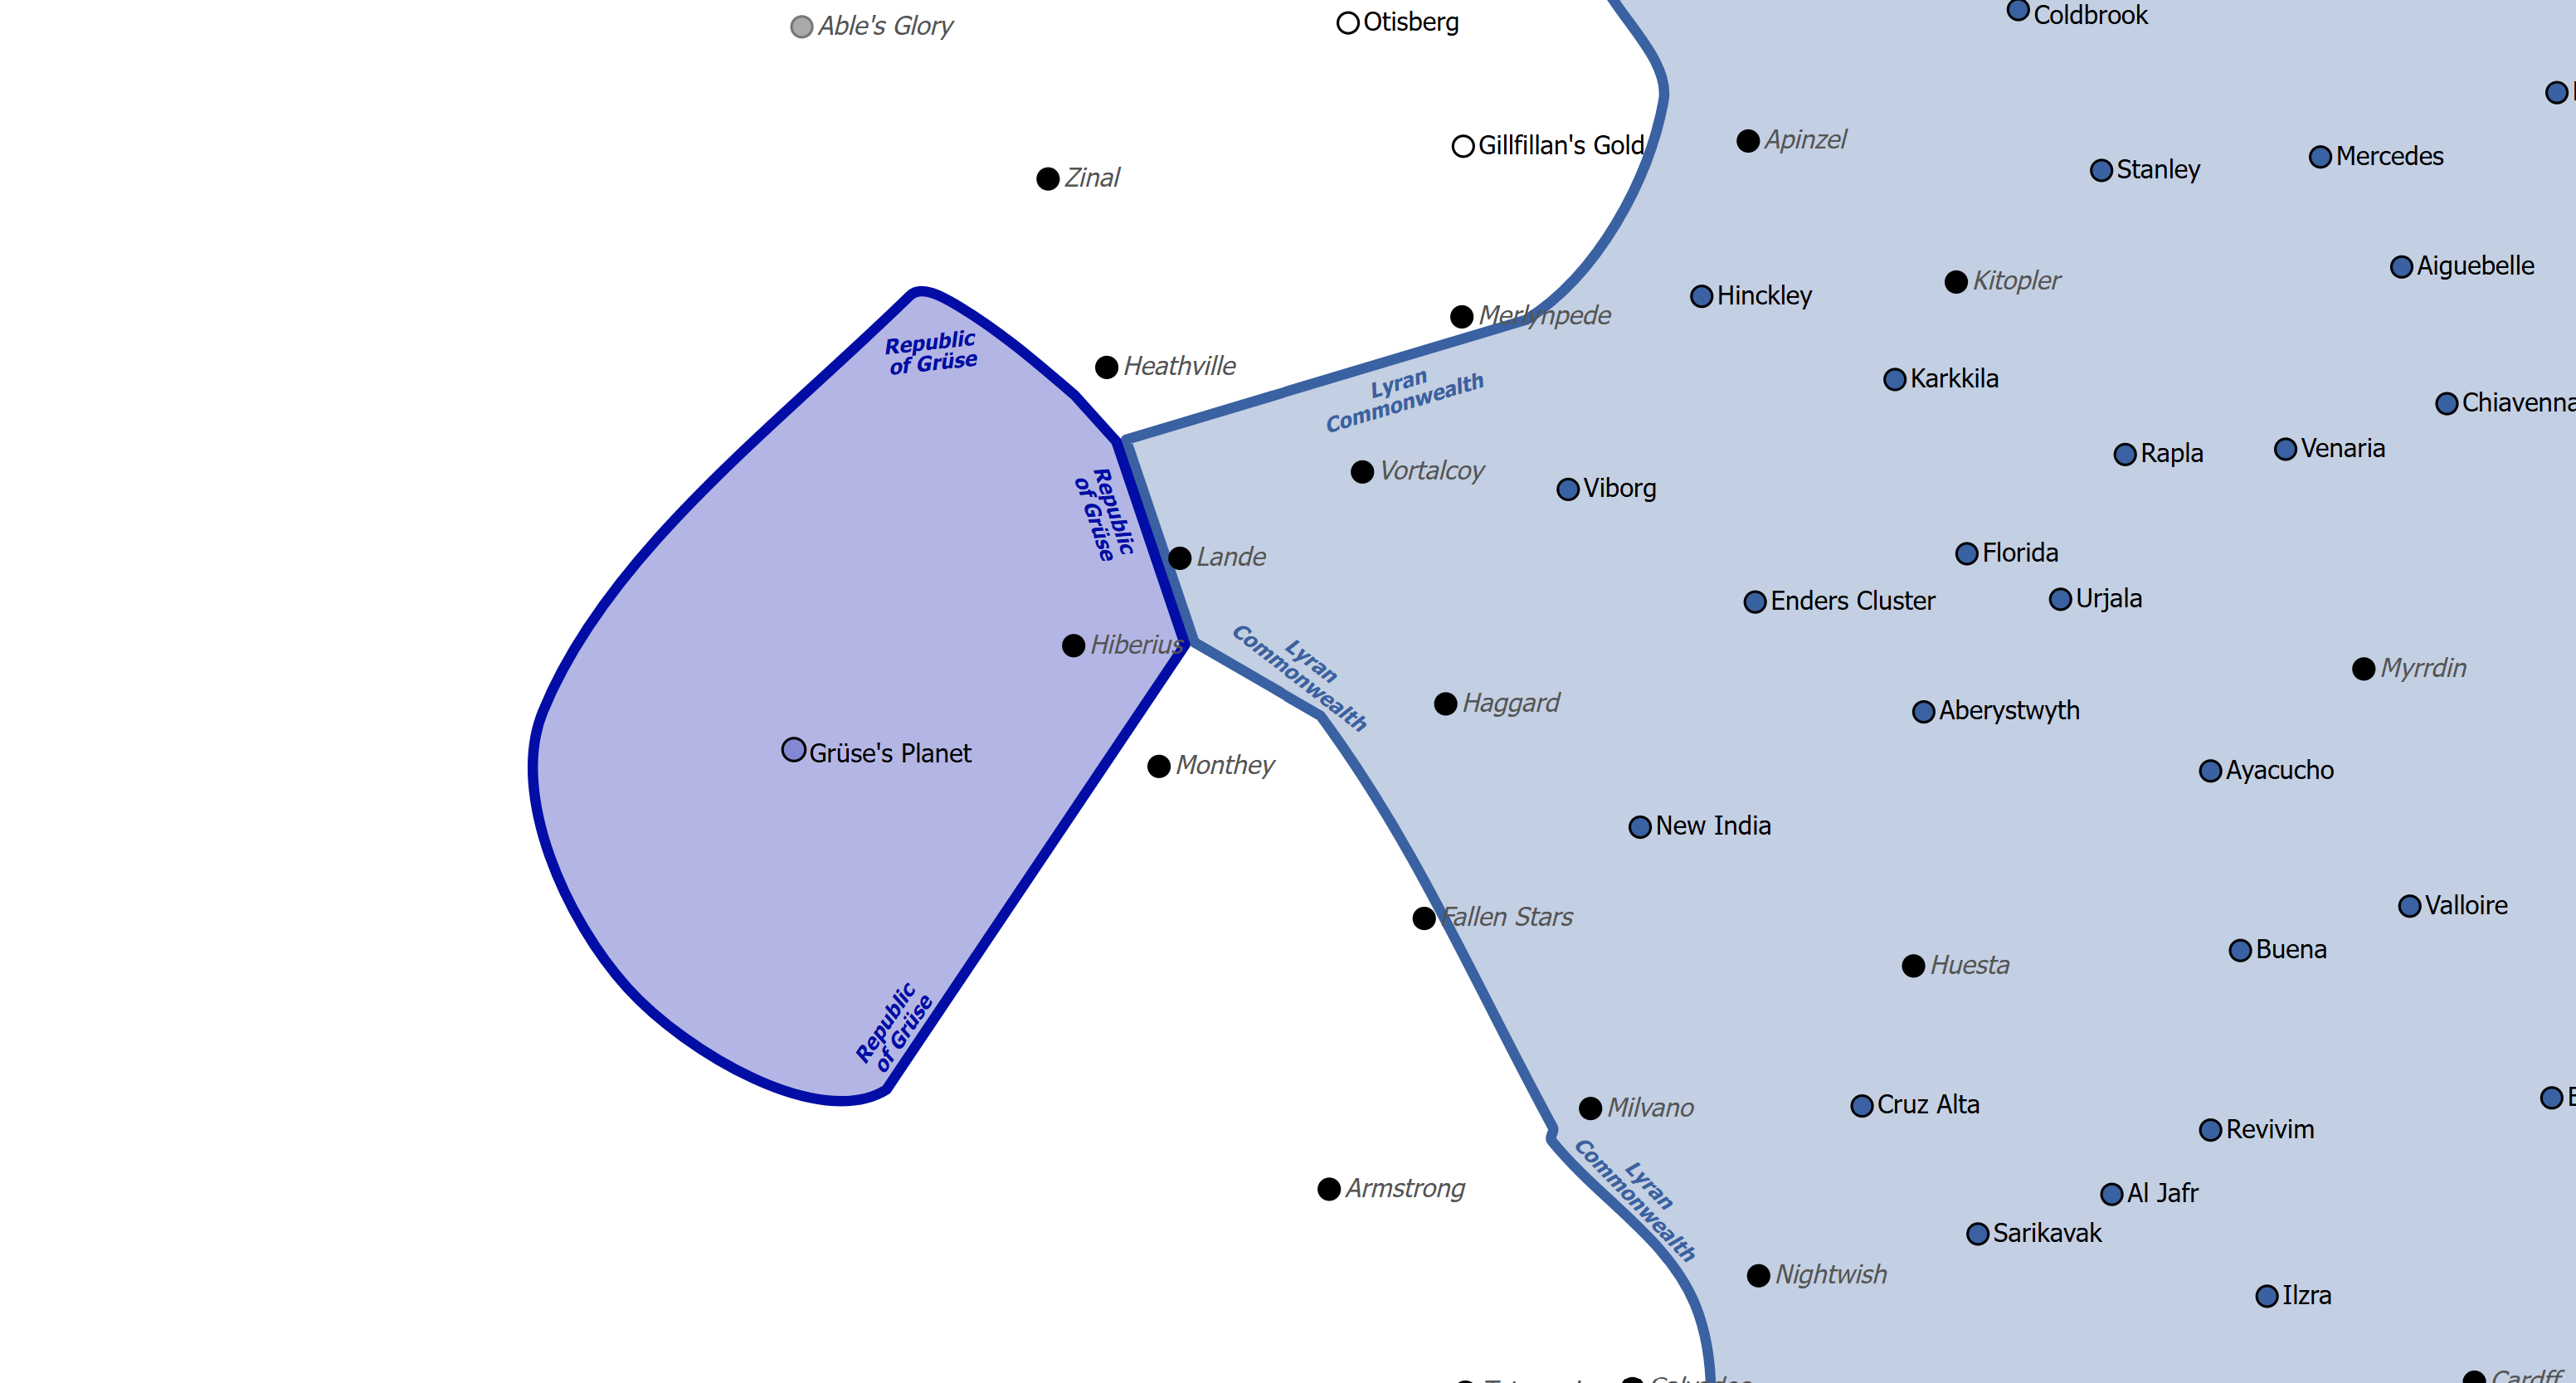 Coldbrook
Otisberg
Able's Glory
Apinzel
Gillfillan's Gold
Mercedes
Stanley
Zinal
Aiguebelle
Kitopler
Hinckley
Merlynpede
Republic
of Grüse
Heathville
Karkkila
Lyran
Commonwealth
Chiavenna
Venaria
Rapla
Vortalcoy
Viborg
Republic
of Grüse
Florida
Lande
Urjala
Enders Cluster
Hiberius
Lyran
Commonwealth
Myrrdin
Haggard
Aberystwyth
Grüse's Planet
Monthey
Ayacucho
New India
Valloire
Fallen Stars
Buena
Huesta
Republic
of Grüse
Cruz Alta
Milvano
Revivim
Lyran
Commonwealth
Armstrong
Al Jafr
Sarikavak
Nightwish
Ilzra
Cardff